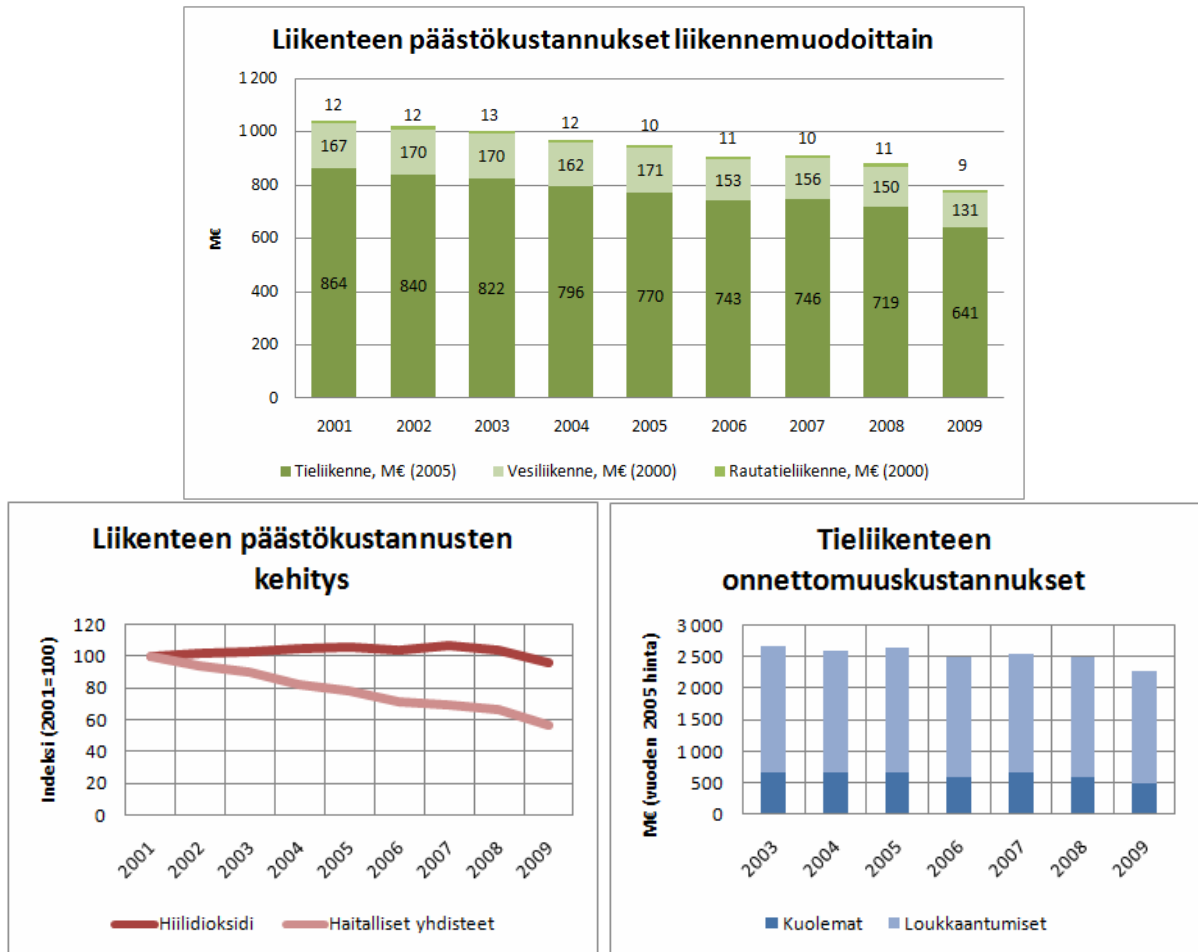 Liikenteen päästökustannukset liikennemuodoittain
1 200
1 000
800
600
400
200
0
M€
12 12 13 12 10 11 10 11 9
167 170 170 162 171 153 156 150 131
864 840 822 796 770 743 746 719 641
2001 2002 2003 2004 2005 2006 2007 2008 2009
Tieliikenne, M€ (2005) Vesiliikenne, M€ (2000) Rautatieliikenne, M€ (2000)
Liikenteen päästökustannusten
kehitys
Indeksi (2001=100)
120
100
80
60
40
20
0
2001 2002 2003 2004 2005 2006 2007 2008 2009
Hiilidioksidi Haitalliset yhdisteet
Tieliikenteen
onnettomuuskustannukset
M€ (vuoden 2005 hinta)
3 000
2 500
2 000
1 500
1 000
500
0
2003 2004 2005 2006 2007 2008 2009
Kuolemat Loukkaantumiset